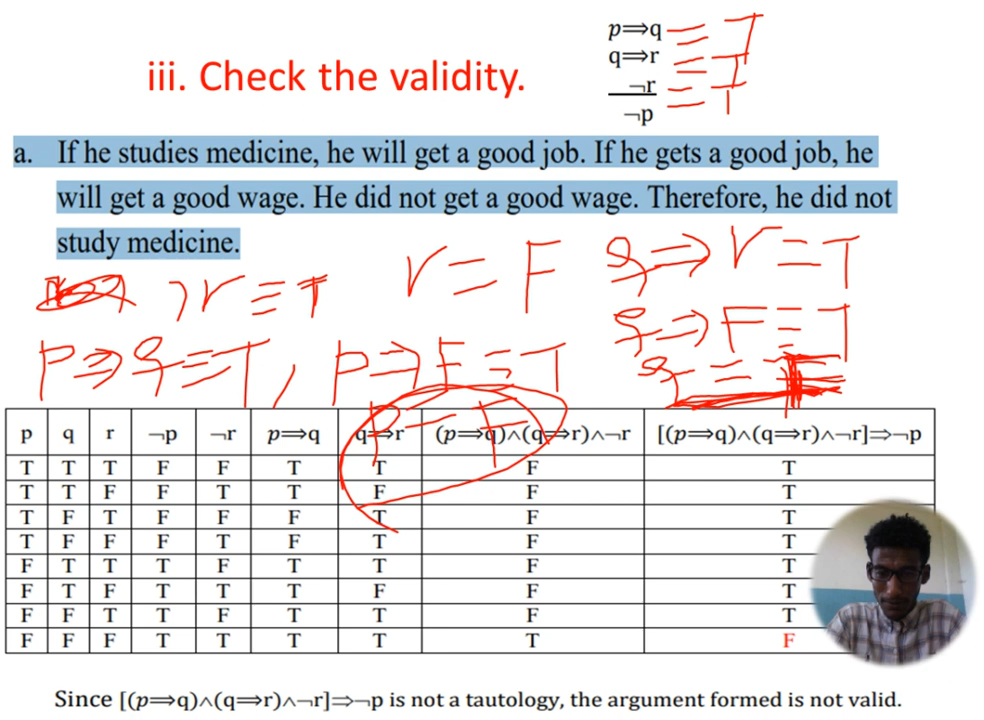 iii. Check the validity.
p⟹q ≡ T
q⟹r ≡ T
¬r ≡ T
¬p
a. If he studies medicine, he will get a good job. If he gets a good job, he
will get a good wage. He did not get a good wage. Therefore, he did not
study medicine.
¬r ≡ T
r = F
q ⟹ r = T
q ⟹ F ≡ T
p ⟹ q ≡ T, p ⟹ F ≡ T
q ≡
p = F
p q r ¬p ¬r p⟹q q⟹r (p⟹q)∧(q⟹r)∧¬r [(p⟹q)∧(q⟹r)∧¬r]⟹¬p
T T T F F T T F T
T T F F T T F F T
T F T F F F T F T
T F F F T F T F T
F T T T F T T F T
F T F T T T F F T
F F T T F T T F T
F F F T T T T T F
Since [(p⟹q)∧(q⟹r)∧¬r]⟹¬p is not a tautology, the argument formed is not valid.